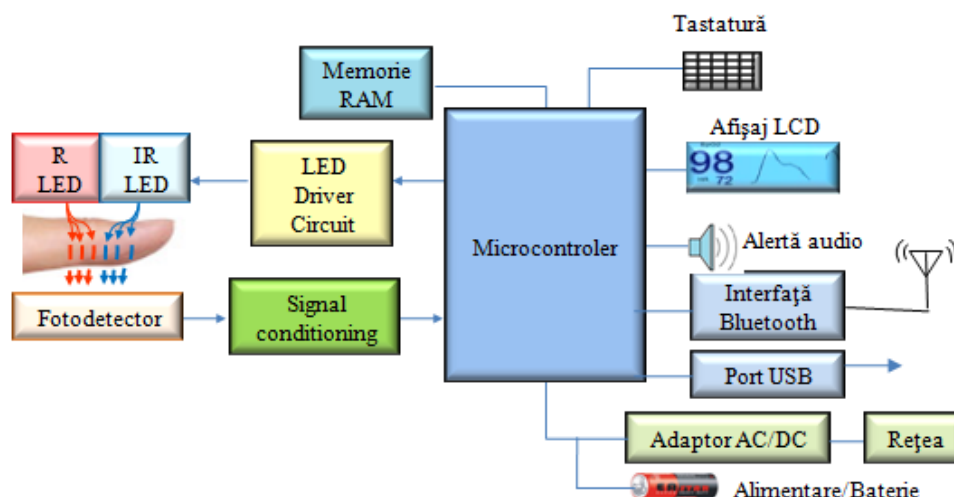 Tastatură
Memorie
RAM
Afişaj LCD
98
72
R
LED
IR
LED
LED
Driver
Circuit
Microcontroler
Alertă audio
Interfaţă
Bluetooth
Fotodetector
Signal
conditioning
Port USB
Adaptor AC/DC
Reţea
Alimentare/Baterie